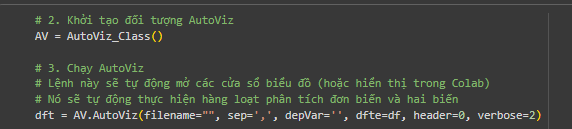 # 2. Khởi tạo đối tượng AutoViz
AV = AutoViz_Class()
# 3. Chạy AutoViz
# Lệnh này sẽ tự động mở các cửa sổ biểu đồ (hoặc hiển thị trong Colab)
# Nó sẽ tự động thực hiện hàng loạt phân tích đơn biến và hai biến
dft = AV.AutoViz(filename="", sep=',', depVar='', dfte=df, header=0, verbose=2)